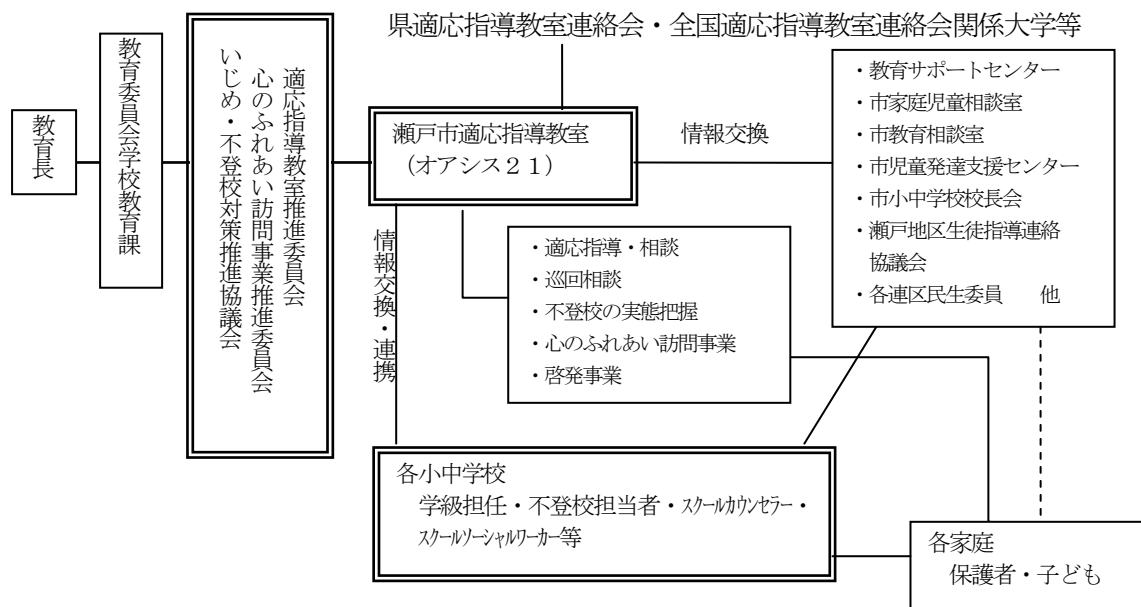 県適応指導教室連絡会・全国適応指導教室連絡会関係大学等
教育長
教育委員会学校教育課
適応指導教室推進委員会
心のふれあい訪問事業推進委員会
いじめ・不登校対策推進協議会
瀬戸市適応指導教室
(オアシス21)
情報交換
・教育サポートセンター
・市家庭児童相談室
・市教育相談室
・市児童発達支援センター
・市小中学校校長会
・瀬戸地区生徒指導連絡
協議会
・各連区民生委員　他
情報交換・連携
・適応指導・相談
・巡回相談
・不登校の実態把握
・心のふれあい訪問事業
・啓発事業
各小中学校
学級担任・不登校担当者・スクールカウンセラー・
スクールソーシャルワーカー等
各家庭
保護者・子ども